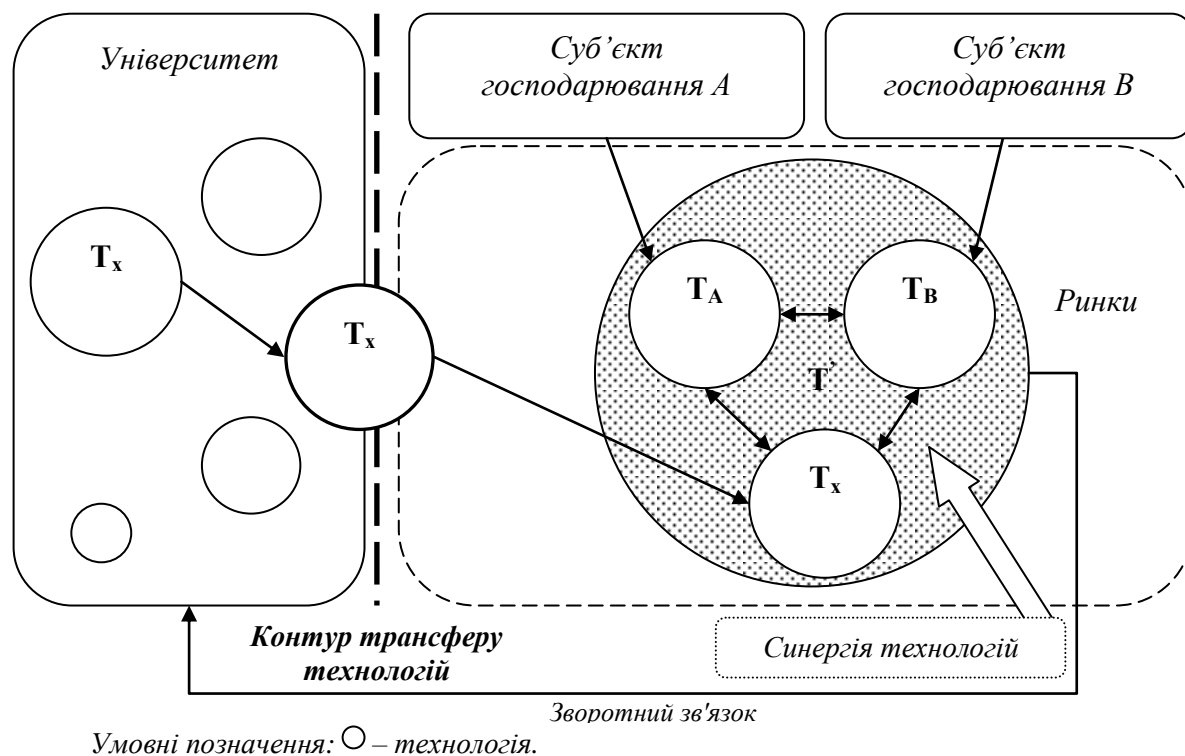 Університет
Суб’єкт
господарювання А
Суб’єкт
господарювання В
Tx
Tx
TA
TB
Ринки
T’
Tx
Контур трансферу
технологій
Синергія технологій
Зворотний зв'язок
Умовні позначення: – технологія.